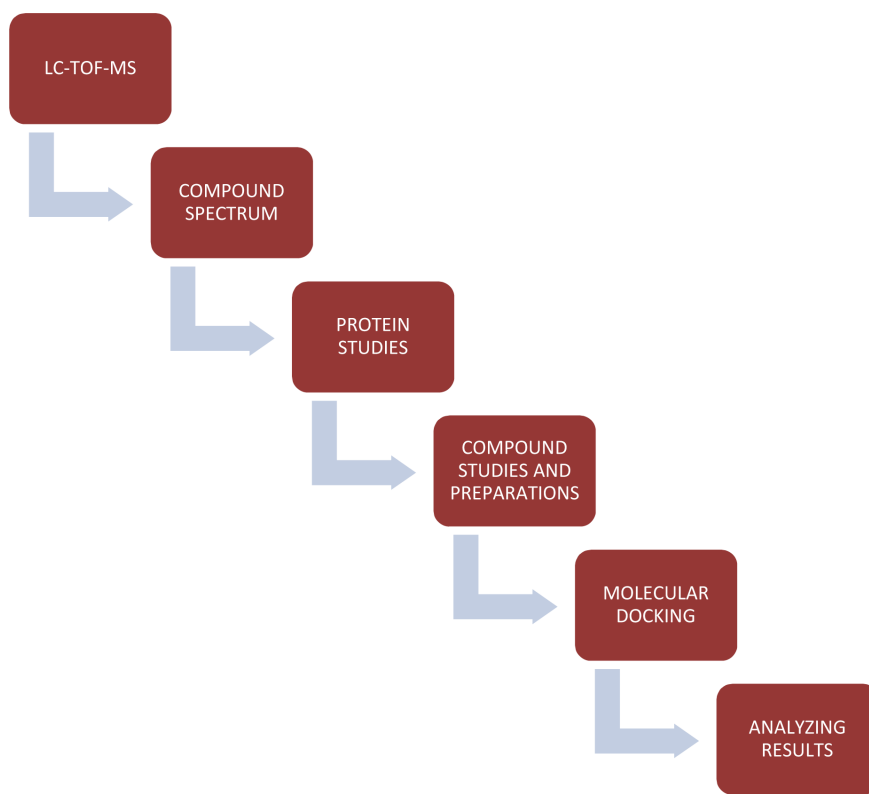 LC-TOF-MS
COMPOUND
SPECTRUM
PROTEIN
STUDIES
COMPOUND
STUDIES AND
PREPARATIONS
MOLECULAR
DOCKING
ANALYZING
RESULTS